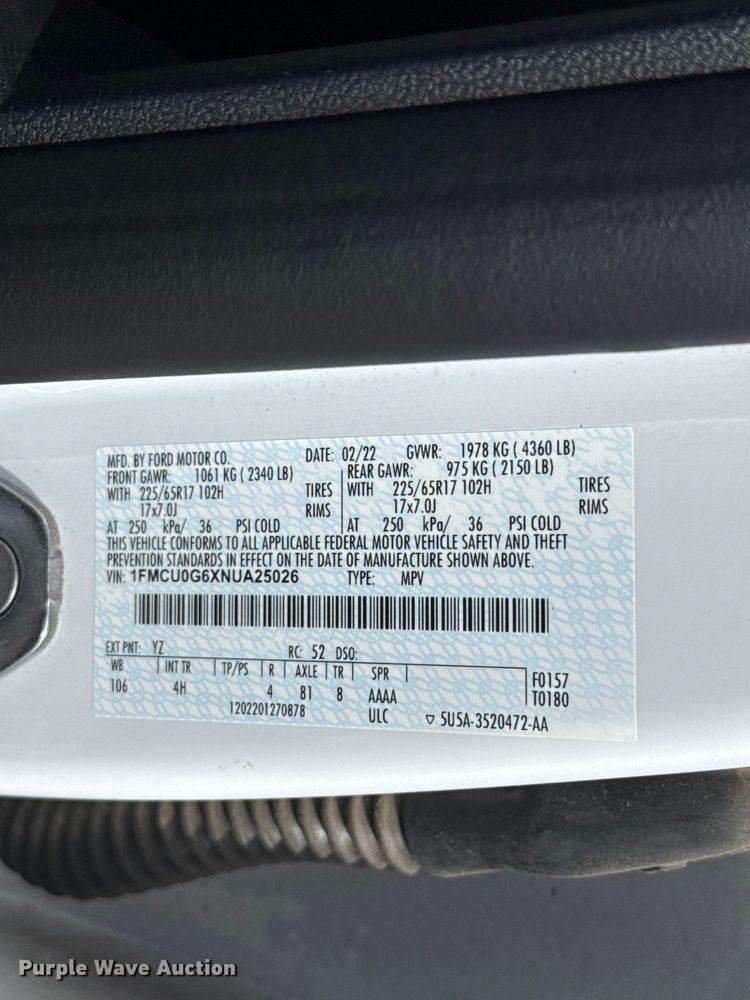 MFD. BY FORD MOTOR CO. DATE: 02/22 GVWR: 1978 KG ( 4360 LB)
FRONT GAWR: 1061 KG ( 2340 LB) REAR GAWR: 975 KG ( 2150 LB)
WITH 225/65R17 102H TIRES WITH 225/65R17 102H TIRES
17x7.0J RIMS 17x7.0J RIMS
AT 250 kPa/ 36 PSI COLD AT 250 kPa/ 36 PSI COLD
THIS VEHICLE CONFORMS TO ALL APPLICABLE FEDERAL MOTOR VEHICLE SAFETY AND THEFT
PREVENTION STANDARDS IN EFFECT ON THE DATE OF MANUFACTURE SHOWN ABOVE.
VIN: 1FMCU0G6XNUA25026 TYPE: MPV
EXT PNT: YZ RC: 52 DSO:
WB INT TR TP/PS R AXLE TR SPR F0157
106 4H 4 81 8 AAAA T0180
1202201270878 ULC ▽ 5U5A-3520472-AA
Purple Wave Auction